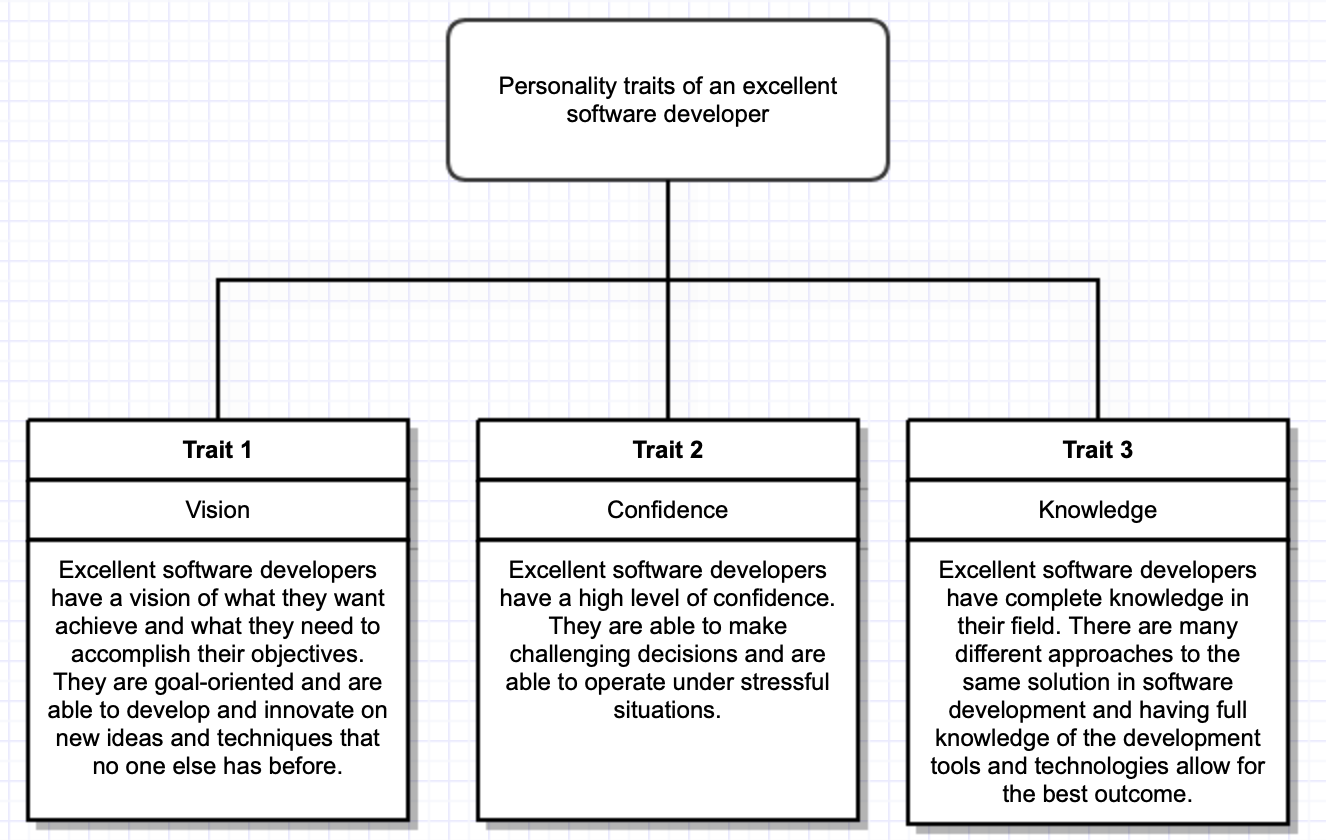 Personality traits of an excellent
software developer
Trait 1
Vision
Excellent software developers
have a vision of what they want
achieve and what they need to
accomplish their objectives.
They are goal-oriented and are
able to develop and innovate on
new ideas and techniques that
no one else has before.
Trait 2
Confidence
Excellent software developers
have a high level of confidence.
They are able to make
challenging decisions and are
able to operate under stressful
situations.
Trait 3
Knowledge
Excellent software developers
have complete knowledge in
their field. There are many
different approaches to the
same solution in software
development and having full
knowledge of the development
tools and technologies allow for
the best outcome.